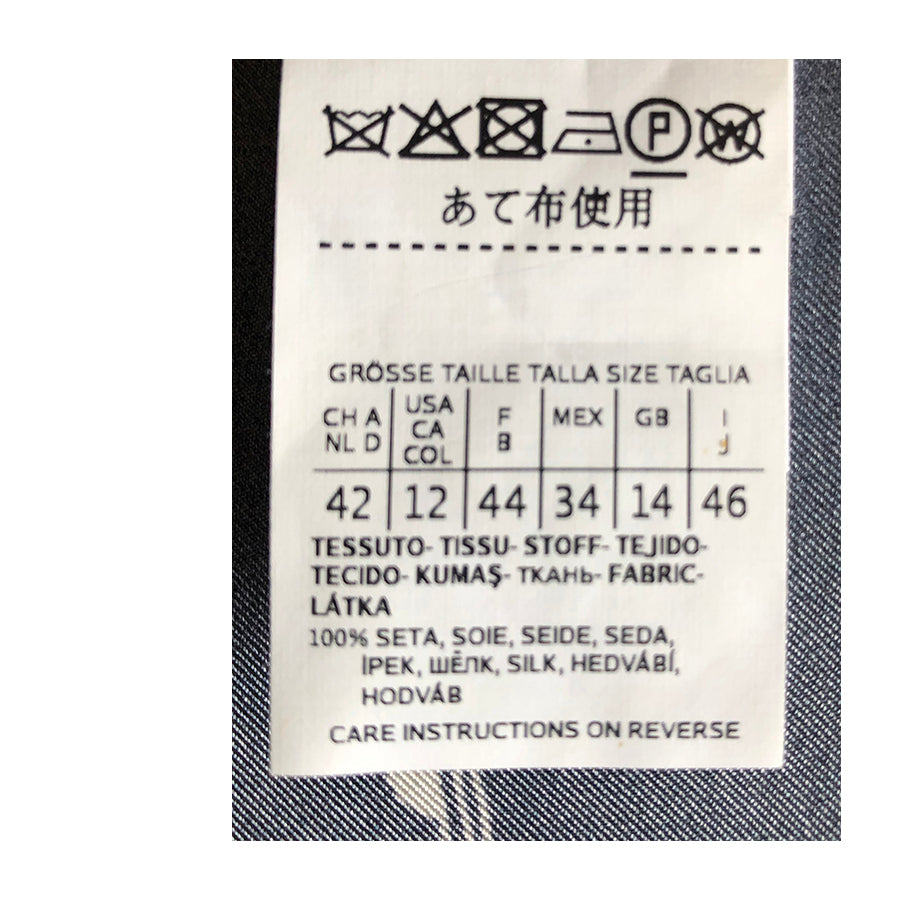 P W
あて布使用
GRÖSSE TAILLE TALLA SIZE TAGLIA
CH A NL D | USA CA COL | F B | MEX | GB | I J
42 | 12 | 44 | 34 | 14 | 46
TESSUTO- TISSU- STOFF- TEJIDO-
TECIDO- KUMAŞ- ТКАНЬ- FABRIC-
LÁTKA
100% SETA, SOIE, SEIDE, SEDA,
İPEK, ШЁЛК, SILK, HEDVÁBÍ,
HODVÁB
CARE INSTRUCTIONS ON REVERSE